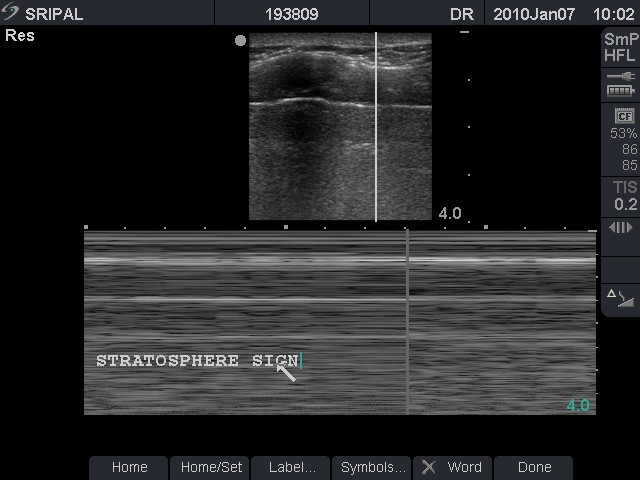 SRIPAL 193809 DR 2010Jan07 10:02
Res
SmP
HFL
CF
53%
86
85
TIS
0.2
4.0
STRATOSPHERE SIGN
4.0
Home Home/Set Label... Symbols... Word Done